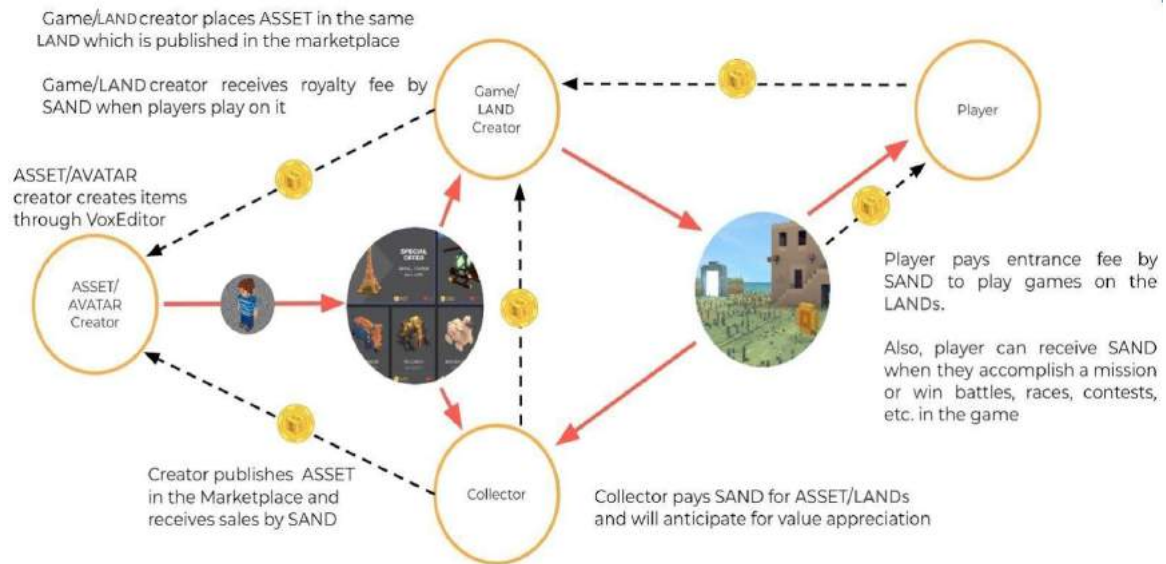 Game/LAND creator places ASSET in the same
LAND which is published in the marketplace
Game/LAND creator receives royalty fee by
SAND when players play on it
Game/
LAND
Creator
Player
ASSET/AVATAR
creator creates items
through VoxEditor
SPECIAL
OFFER
ASSET/
AVATAR
Creator
Player pays entrance fee by
SAND to play games on the
LANDs.
Also, player can receive SAND
when they accomplish a mission
or win battles, races, contests,
etc. in the game
Creator publishes ASSET
in the Marketplace and
receives sales by SAND
Collector
Collector pays SAND for ASSET/LANDs
and will anticipate for value appreciation